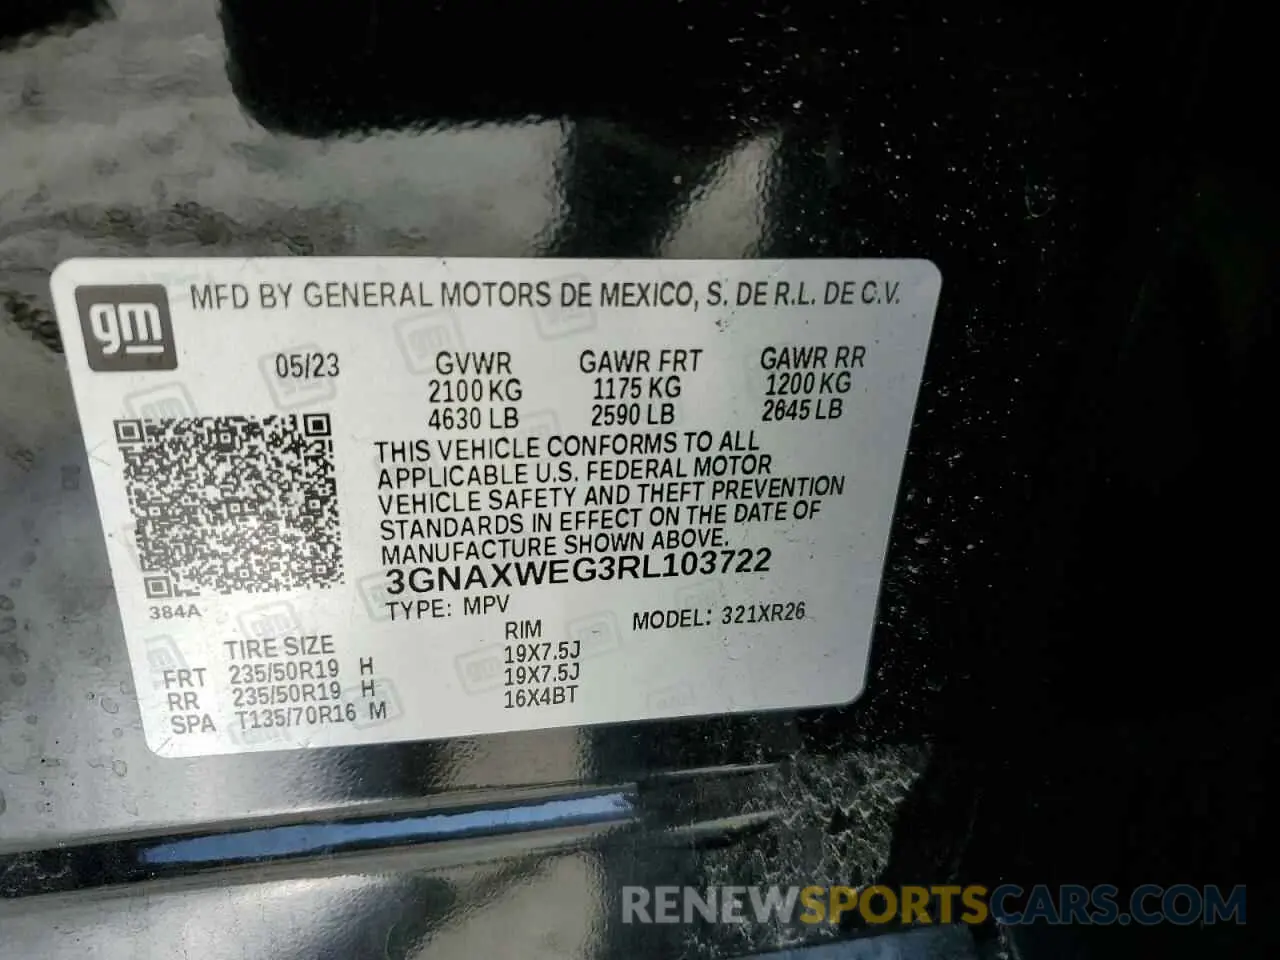 gm MFD BY GENERAL MOTORS DE MEXICO, S. DE R.L. DE C.V.
05/23 GVWR GAWR FRT GAWR RR
2100 KG 1175 KG 1200 KG
4630 LB 2590 LB 2645 LB
THIS VEHICLE CONFORMS TO ALL
APPLICABLE U.S. FEDERAL MOTOR
VEHICLE SAFETY AND THEFT PREVENTION
STANDARDS IN EFFECT ON THE DATE OF
MANUFACTURE SHOWN ABOVE.
3GNAXWEG3RL103722
384A TYPE: MPV MODEL: 321XR26
TIRE SIZE RIM
FRT 235/50R19 H 19X7.5J
RR 235/50R19 H 19X7.5J
SPA T135/70R16 M 16X4BT
RENEWSPORTSCARS.COM